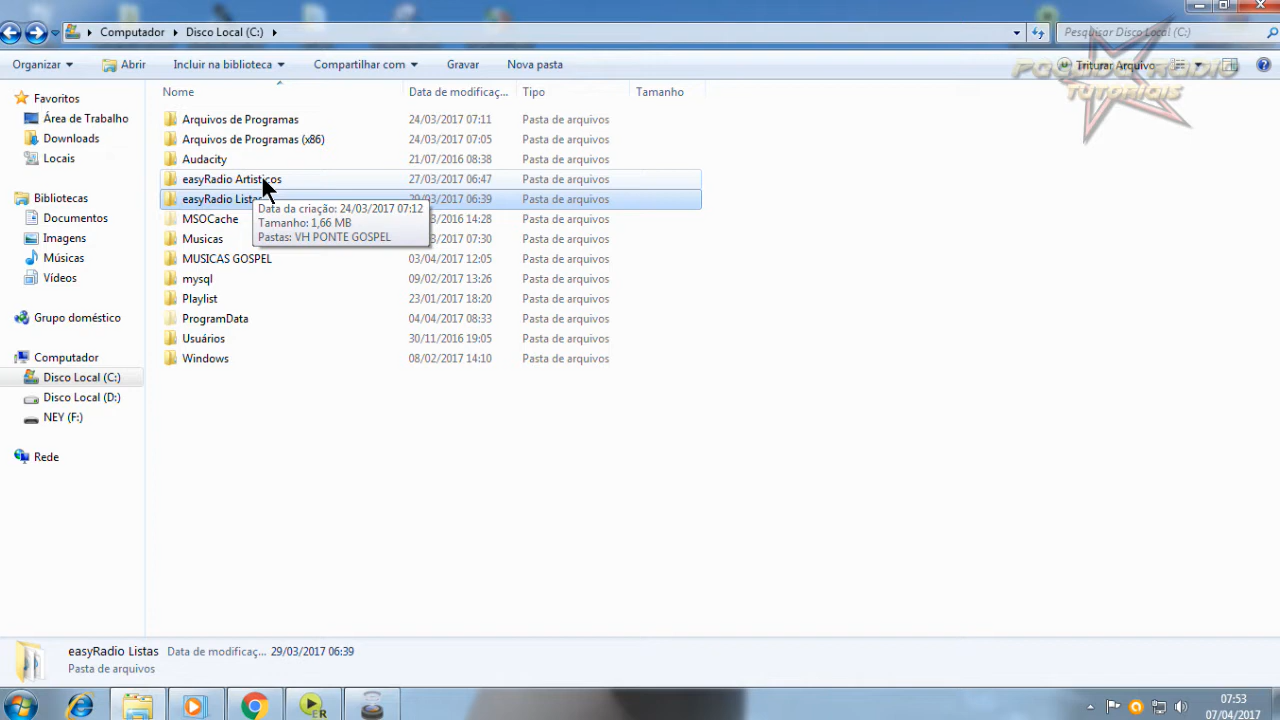 Computador Disco Local (C:) Pesquisar Disco Local (C:)
Organizar Abrir Incluir na biblioteca Compartilhar com Gravar Nova pasta Triturar Arquivo
Tutoriais
Nome Data de modificaç... Tipo Tamanho
Favoritos
Área de Trabalho
Downloads
Locais
Bibliotecas
Documentos
Imagens
Músicas
Vídeos
Grupo doméstico
Computador
Disco Local (C:)
Disco Local (D:)
NEY (F:)
Rede
Arquivos de Programas 24/03/2017 07:11 Pasta de arquivos
Arquivos de Programas (x86) 24/03/2017 07:05 Pasta de arquivos
Audacity 21/07/2016 08:38 Pasta de arquivos
easyRadio Artisticos 27/03/2017 06:47 Pasta de arquivos
easyRadio Listas 29/03/2017 06:39 Pasta de arquivos
MSOCache /2016 14:28 Pasta de arquivos
Musicas /2017 07:30 Pasta de arquivos
MUSICAS GOSPEL 03/04/2017 12:05 Pasta de arquivos
mysql 09/02/2017 13:26 Pasta de arquivos
Playlist 23/01/2017 18:20 Pasta de arquivos
ProgramData 04/04/2017 08:33 Pasta de arquivos
Usuários 30/11/2016 19:05 Pasta de arquivos
Windows 08/02/2017 14:10 Pasta de arquivos
Data da criação: 24/03/2017 07:12
Tamanho: 1,66 MB
Pastas: VH PONTE GOSPEL
easyRadio Listas Data de modificaç... 29/03/2017 06:39
Pasta de arquivos
ER
07:53
07/04/2017